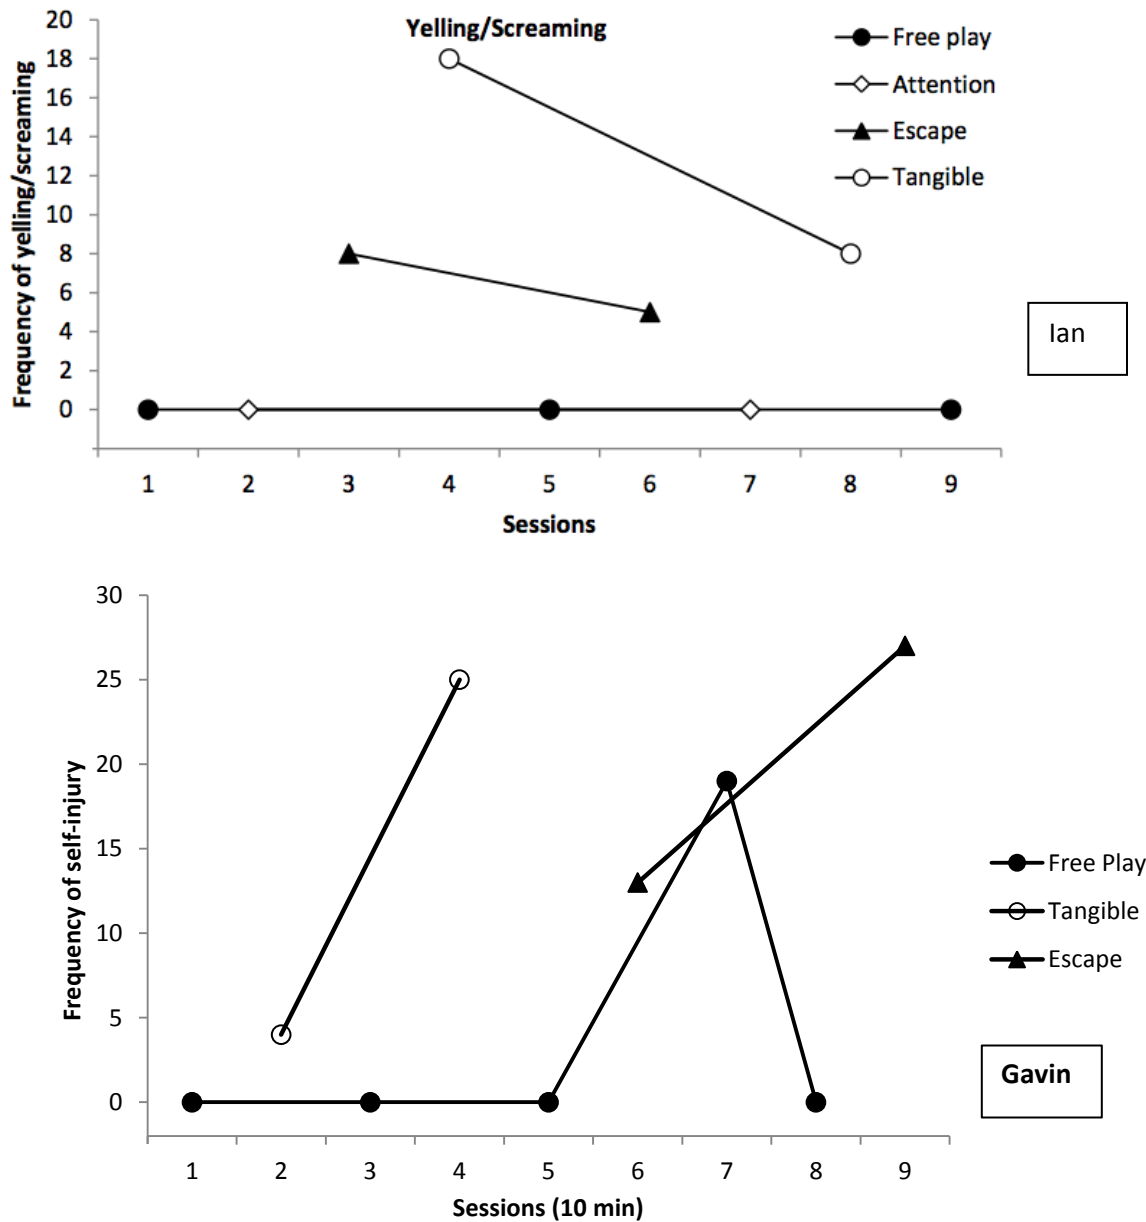 Yelling/Screaming
Frequency of yelling/screaming
20
18
16
14
12
10
8
6
4
2
0
1 2 3 4 5 6 7 8 9
Sessions
Free play
Attention
Escape
Tangible
Ian
Frequency of self-injury
30
25
20
15
10
5
0
1 2 3 4 5 6 7 8 9
Sessions (10 min)
Free Play
Tangible
Escape
Gavin